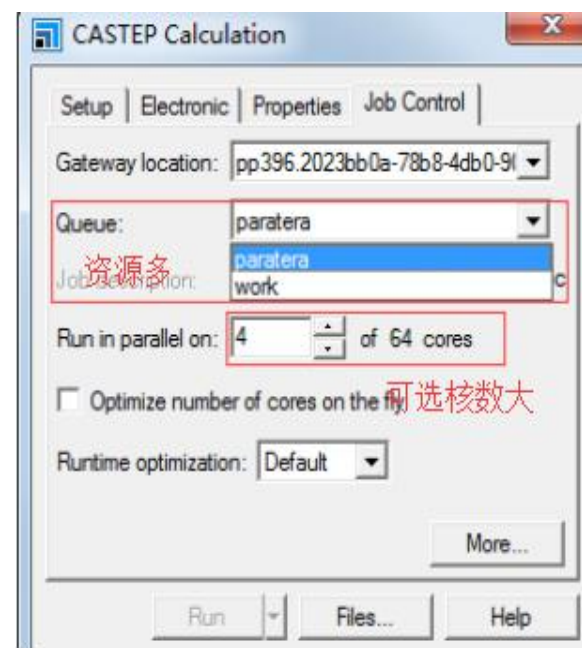 CASTEP Calculation
Setup Electronic Properties Job Control
Gateway location: pp396.2023bb0a-78b8-4db0-9
Queue: paratera
paratera
资源多
Job description: c
work
Run in parallel on: 4 of 64 cores
Optimize number of cores on the fly
可选核数大
Runtime optimization: Default
More...
Run Files... Help